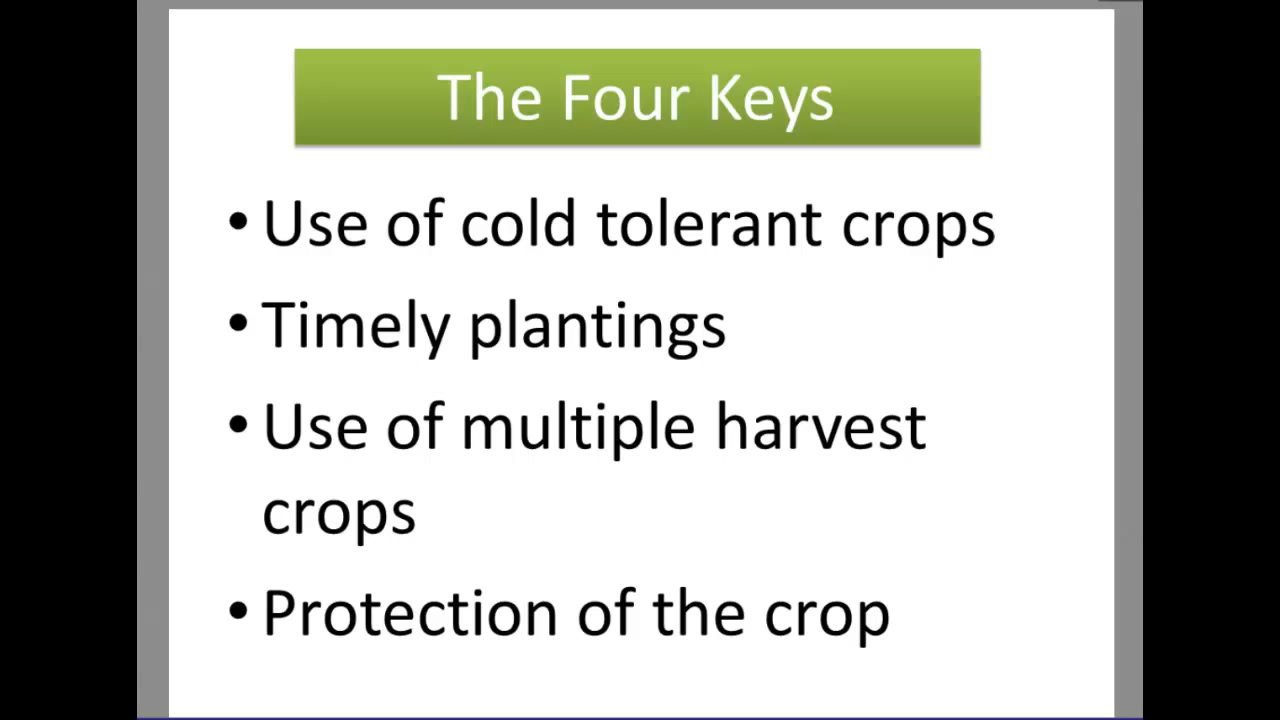 The Four Keys
• Use of cold tolerant crops
• Timely plantings
• Use of multiple harvest
crops
• Protection of the crop